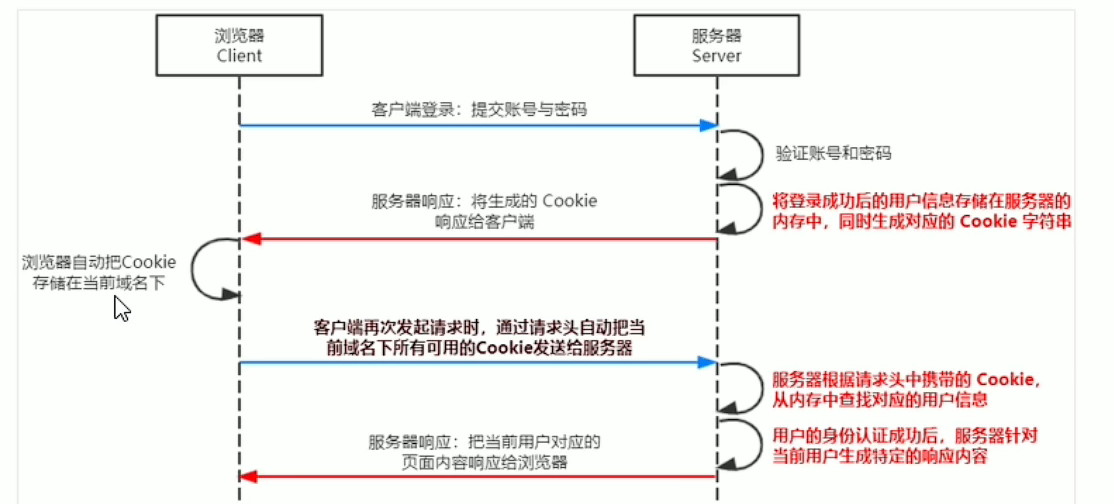 浏览器
Client
服务器
Server
客户端登录：提交账号与密码
验证账号和密码
将登录成功后的用户信息存储在服务器的
内存中，同时生成对应的 Cookie 字符串
服务器响应：将生成的 Cookie
响应给客户端
浏览器自动把Cookie
存储在当前域名下
客户端再次发起请求时，通过请求头自动把当
前域名下所有可用的Cookie发送给服务器
服务器根据请求头中携带的 Cookie，
从内存中查找对应的用户信息
用户的身份认证成功后，服务器针对
当前用户生成特定的响应内容
服务器响应：把当前用户对应的
页面内容响应给浏览器